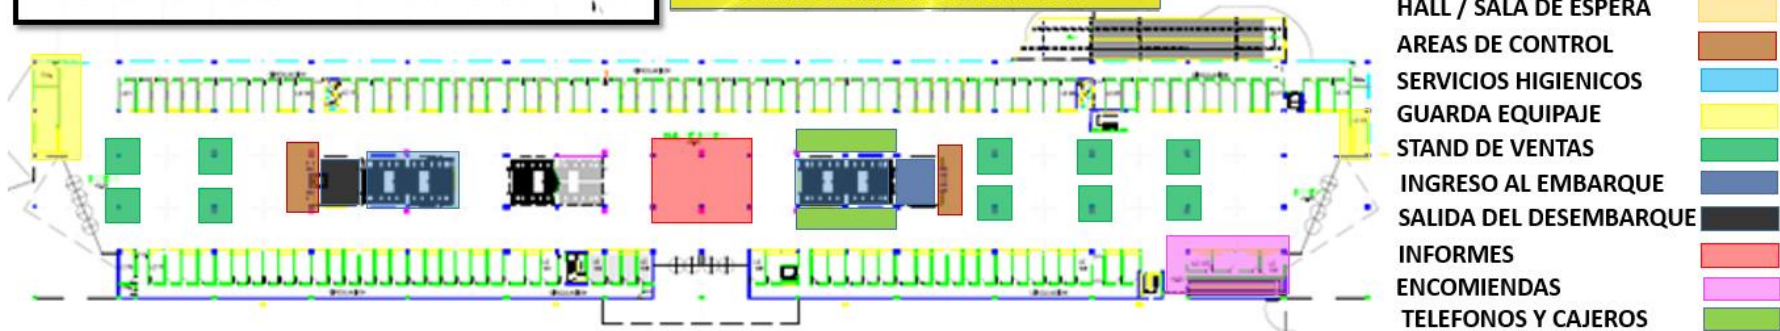 HALL / SALA DE ESPERA
AREAS DE CONTROL
SERVICIOS HIGIENICOS
GUARDA EQUIPAJE
STAND DE VENTAS
INGRESO AL EMBARQUE
SALIDA DEL DESEMBARQUE
INFORMES
ENCOMIENDAS
TELEFONOS Y CAJEROS